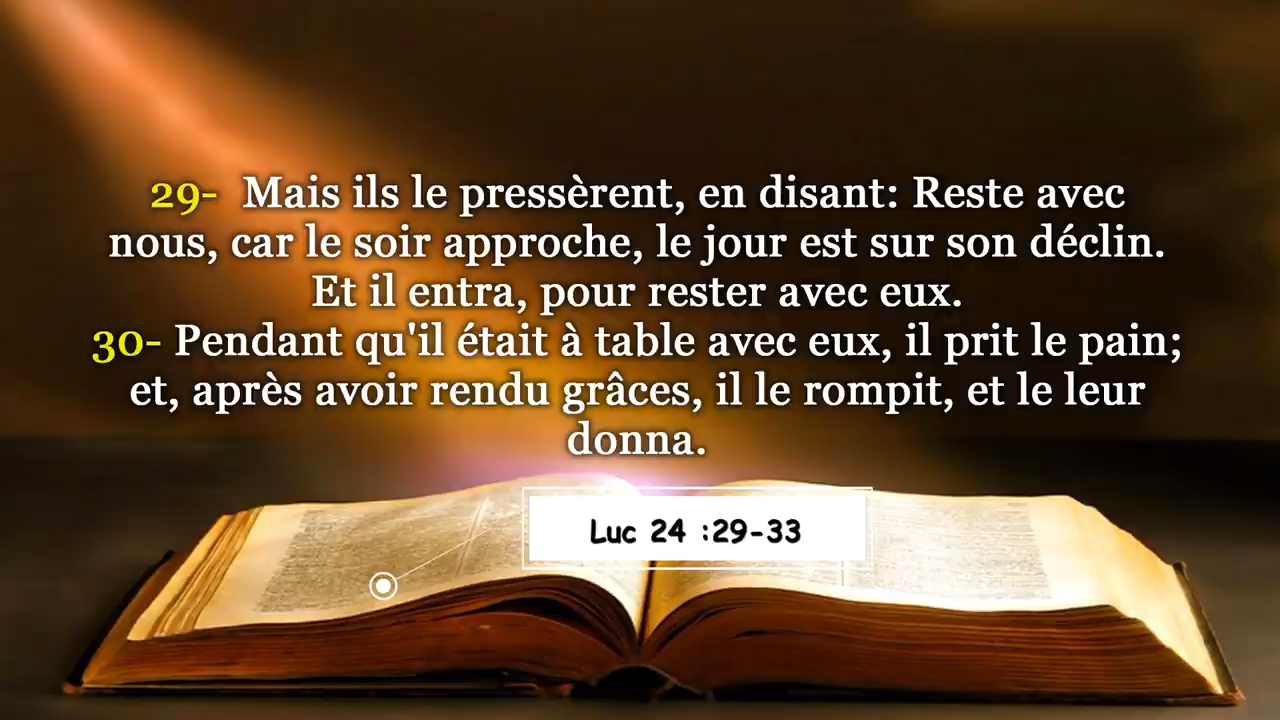 29- Mais ils le pressèrent, en disant: Reste avec
nous, car le soir approche, le jour est sur son déclin.
Et il entra, pour rester avec eux.
30- Pendant qu'il était à table avec eux, il prit le pain;
et, après avoir rendu grâces, il le rompit, et le leur
donna.
Luc 24 :29-33